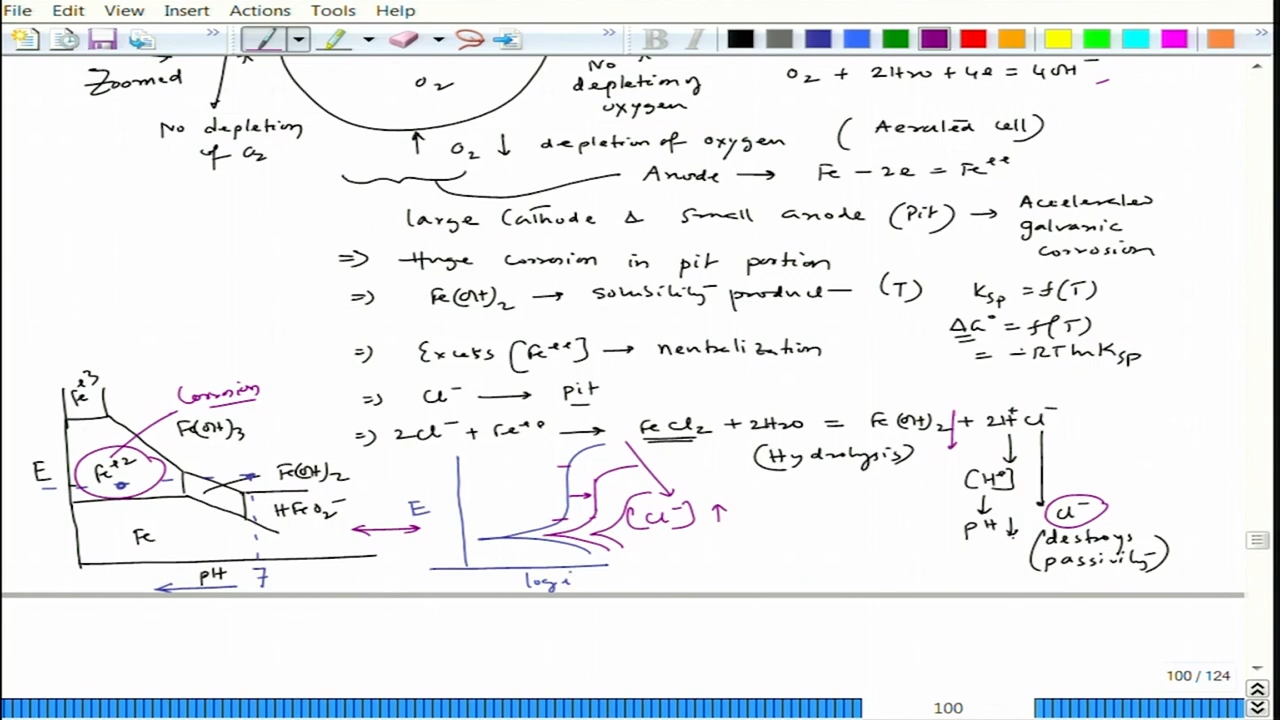 File Edit View Insert Actions Tools Help
B I
Zoomed
O2
No depletion of oxygen
O2 + 2H2O + 4e = 4OH-
No depletion of O2
↑ O2 ↓ depletion of oxygen (Aerated cell)
Anode → Fe - 2e = Fe++
large Cathode & small anode (Pit) → Accelerated galvanic corrosion
⇒ Huge corrosion in pit portion
⇒ Fe(OH)2 → solubility product — (T) Ksp = f(T)
ΔG° = f(T)
= -RT ln Ksp
⇒ Excess [Fe++] → neutralization
⇒ Cl- → pit
⇒ 2Cl- + Fe++ → FeCl2 + 2H2O = Fe(OH)2 ↓ + 2H+Cl-
(Hydrolysis)
[H+]
pH ↓
Cl-
(destroys passivity)
Fe+3
Corrosion
Fe(OH)3
E
Fe+2
Fe(OH)2
HFeO2-
Fe
pH 7
E
[Cl-] ↑
log i
100 / 124
100